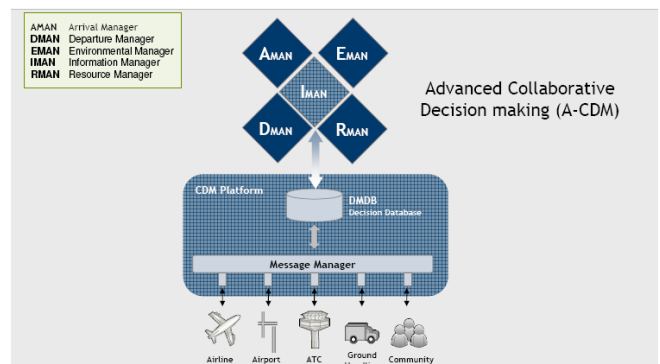 AMAN Arrival Manager
DMAN Departure Manager
EMAN Environmental Manager
IMAN Information Manager
RMAN Resource Manager
AMAN
EMAN
IMAN
DMAN
RMAN
Advanced Collaborative
Decision making (A-CDM)
CDM Platform
DMDB
Decision Database
Message Manager
Airline
Airport
ATC
Ground
Community